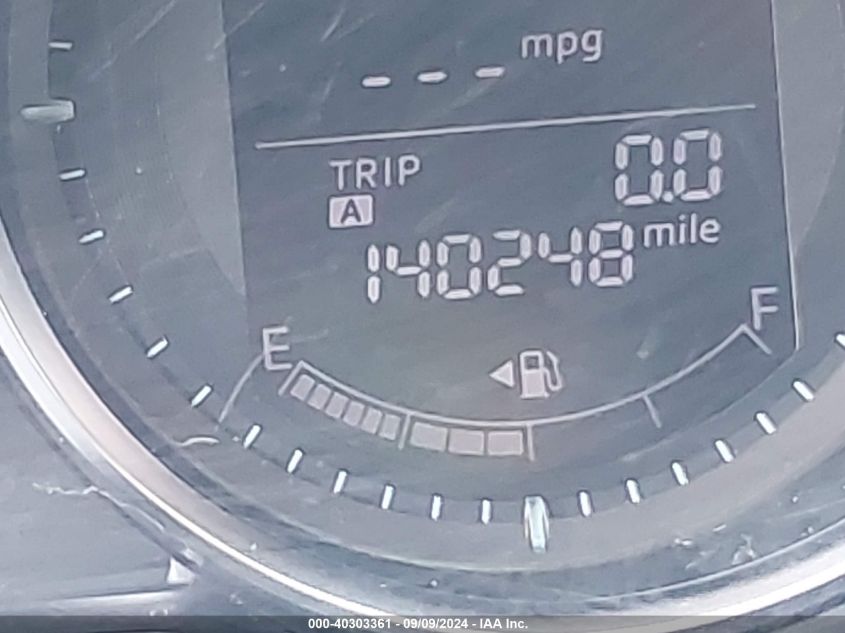 --- mpg
TRIP 0.0
A
140248 mile
E F
000-40303361 - 09/09/2024 - IAA Inc.